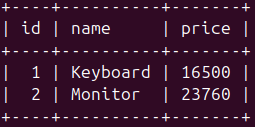 +----+----------+-------+
| id | name     | price |
+----+----------+-------+
|  1 | Keyboard | 16500 |
|  2 | Monitor  | 23760 |
+----+----------+-------+